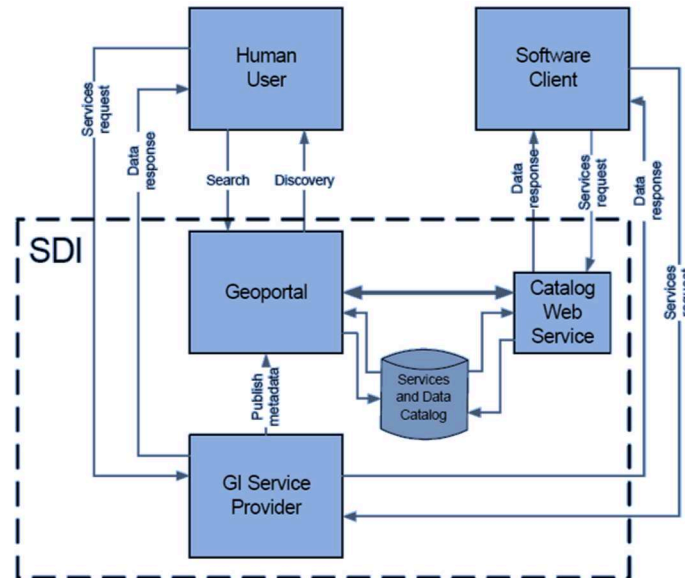 Human
User
Software
Client
Services
request
Data
response
Search
Discovery
Data
response
Services
request
Data
response
Services
request
SDI
Geoportal
Catalog
Web
Service
Services
and Data
Catalog
Publish
metadata
GI Service
Provider